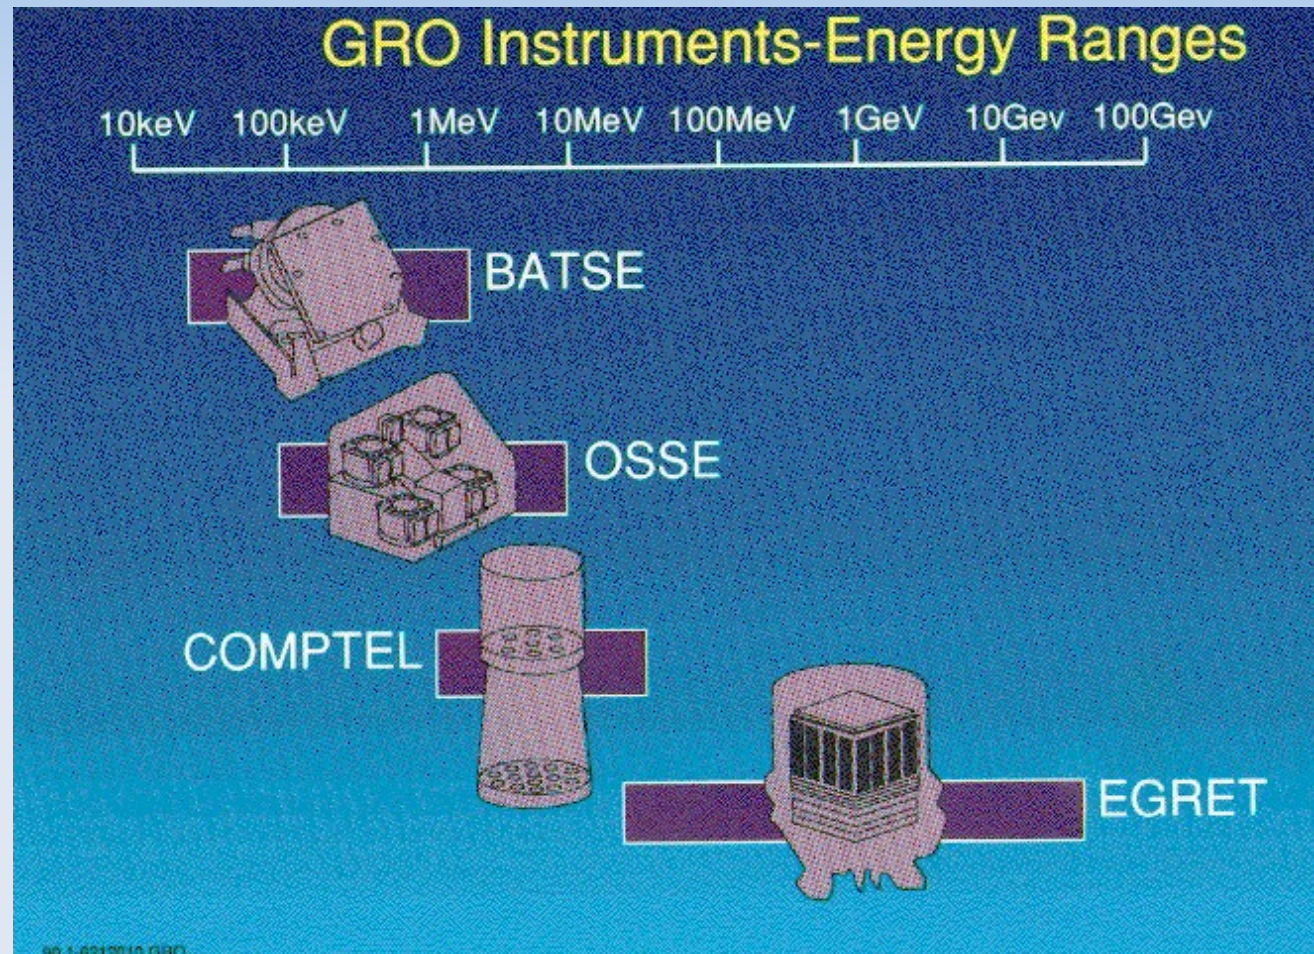 GRO Instruments-Energy Ranges
10keV 100keV 1MeV 10MeV 100MeV 1GeV 10Gev 100Gev
BATSE
OSSE
COMPTEL
EGRET